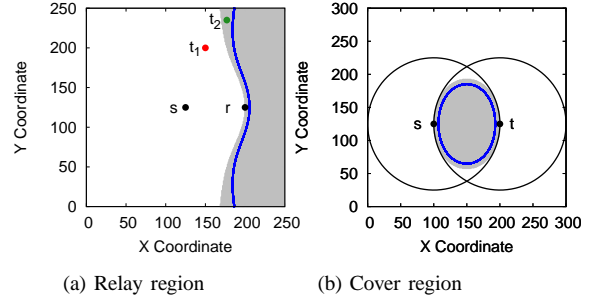 250
200
150
100
50
0
0 50 100 150 200 250
Y Coordinate
X Coordinate
t2
t1
s
r
(a) Relay region
300
250
200
150
100
50
0
0 50 100 150 200 250 300
Y Coordinate
X Coordinate
s
t
(b) Cover region